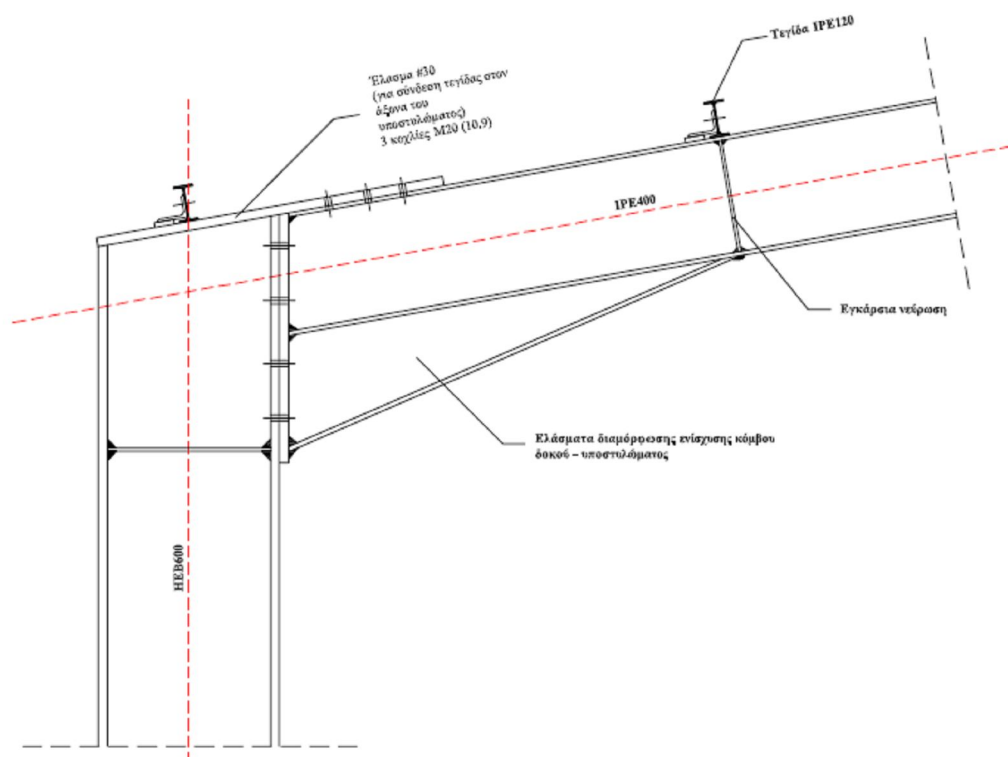 Τεγίδα IPE120
Έλασμα #30
(για σύνδεση τεγίδας στον
άξονα του
υποστυλώματος)
3 κοχλίες M20 (10,9)
IPE400
Εγκάρσια νεύρωση
Ελάσματα διαμόρφωσης ενίσχυσης κόμβου
δοκού – υποστυλώματος
HEB600